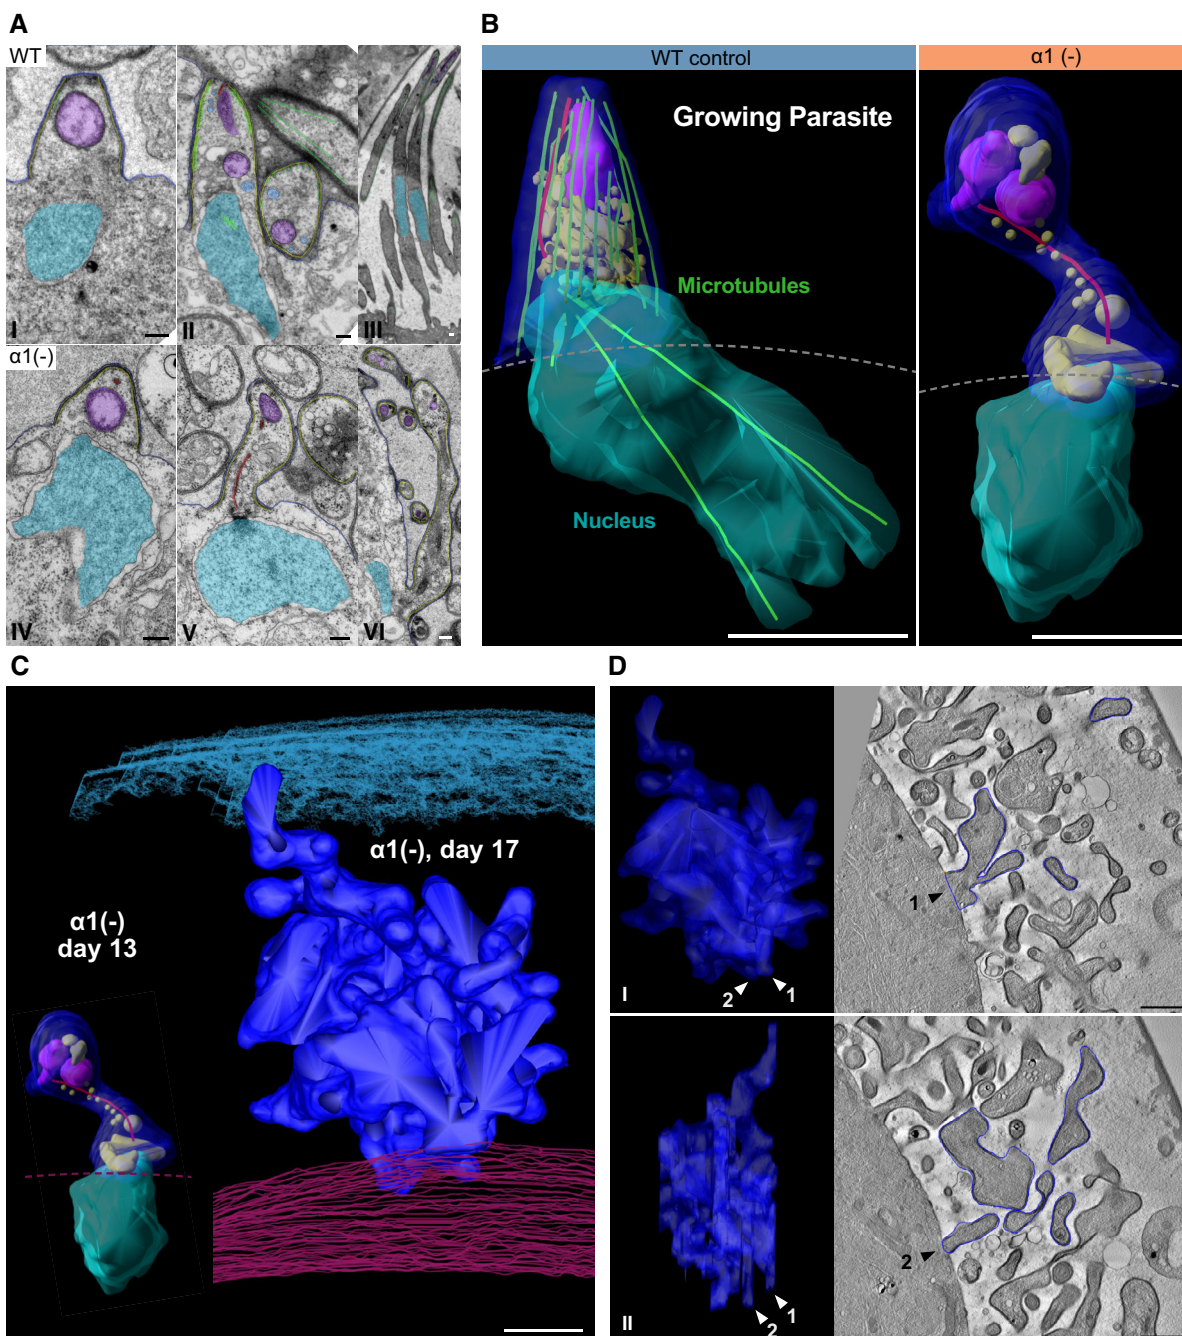 A
WT
I
II
III
α1(-)
IV
V
VI
B
WT control
α1 (-)
Growing Parasite
Microtubules
Nucleus
C
α1(-), day 17
α1(-)
day 13
D
I
2
1
1
II
2
1
2